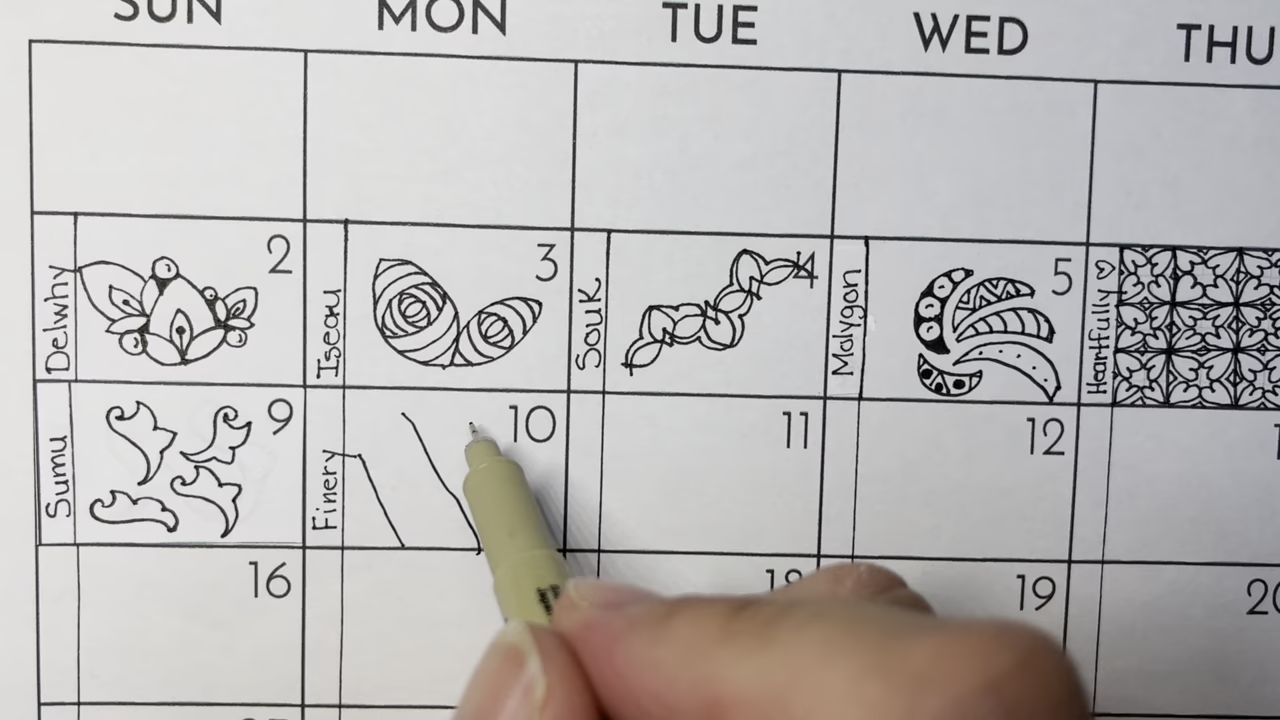 SUN MON TUE WED THU
Delwhy 2 Iseau 3 Souk 4 Molygon 5 Heartfully
Sumu 9 Finery 10 11 12
16 18 19